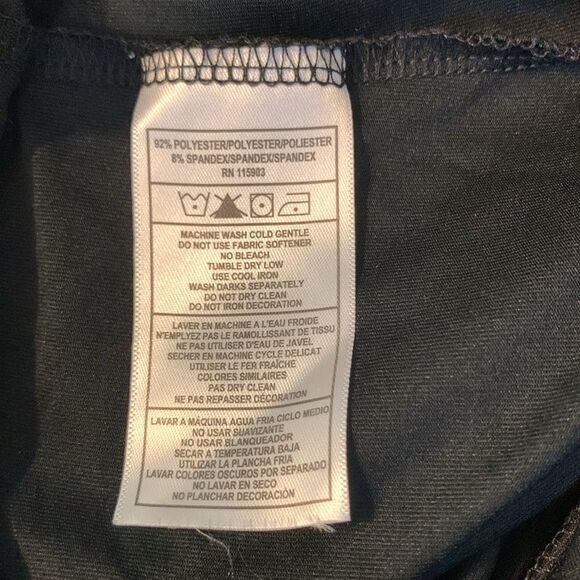 92% POLYESTER/POLYESTER/POLIESTER
8% SPANDEX/SPANDEX/SPANDEX
RN 115903
MACHINE WASH COLD GENTLE
DO NOT USE FABRIC SOFTENER
NO BLEACH
TUMBLE DRY LOW
USE COOL IRON
WASH DARKS SEPARATELY
DO NOT DRY CLEAN
DO NOT IRON DECORATION
LAVER EN MACHINE A L'EAU FROIDE
N'EMPLYEZ PAS LE RAMOLLISSANT DE TISSU
NE PAS UTILISER D'EAU DE JAVEL
SECHER EN MACHINE CYCLE DELICAT
UTILISER LE FER FRAÎCHE
COLORES SIMILAIRES
PAS DRY CLEAN
NE PAS REPASSER DÉCORATION
LAVAR A MÁQUINA AGUA FRIA CICLO MEDIO
NO USAR SUAVIZANTE
NO USAR BLANQUEADOR
SECAR A TEMPERATURA BAJA
UTILIZAR LA PLANCHA FRIA
LAVAR COLORES OSCUROS POR SEPARADO
NO LAVAR EN SECO
NO PLANCHAR DECORACIÓN